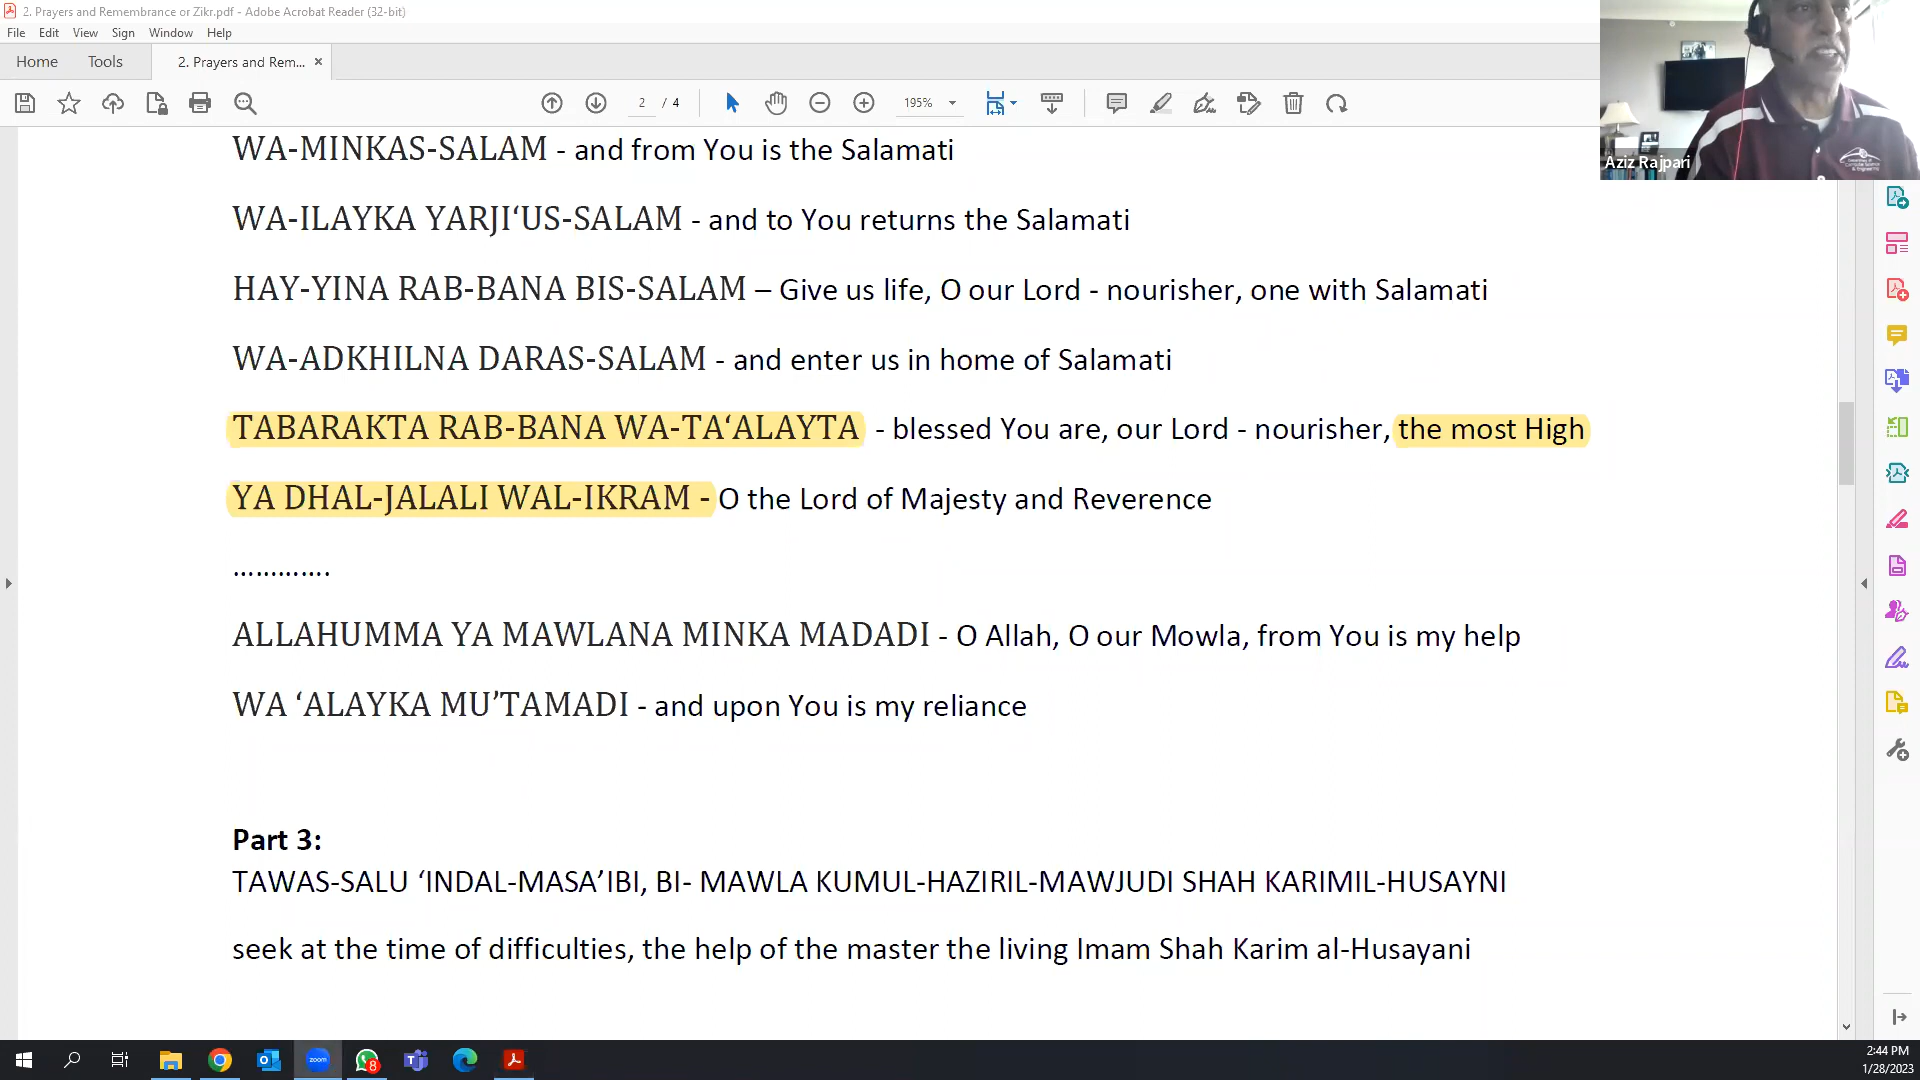 2. Prayers and Remembrance or Zikr.pdf - Adobe Acrobat Reader (32-bit)
File Edit View Sign Window Help
Home Tools 2. Prayers and Rem... ×
2 / 4 195%
Aziz Rajpari
WA-MINKAS-SALAM - and from You is the Salamati
WA-ILAYKA YARJI‘US-SALAM - and to You returns the Salamati
HAY-YINA RAB-BANA BIS-SALAM – Give us life, O our Lord - nourisher, one with Salamati
WA-ADKHILNA DARAS-SALAM - and enter us in home of Salamati
TABARAKTA RAB-BANA WA-TA‘ALAYTA - blessed You are, our Lord - nourisher, the most High
YA DHAL-JALALI WAL-IKRAM - O the Lord of Majesty and Reverence
.............
ALLAHUMMA YA MAWLANA MINKA MADADI - O Allah, O our Mowla, from You is my help
WA ‘ALAYKA MU’TAMADI - and upon You is my reliance
Part 3:
TAWAS-SALU ‘INDAL-MASA’IBI, BI- MAWLA KUMUL-HAZIRIL-MAWJUDI SHAH KARIMIL-HUSAYNI
seek at the time of difficulties, the help of the master the living Imam Shah Karim al-Husayani
zoom 8
2:44 PM
1/28/2023